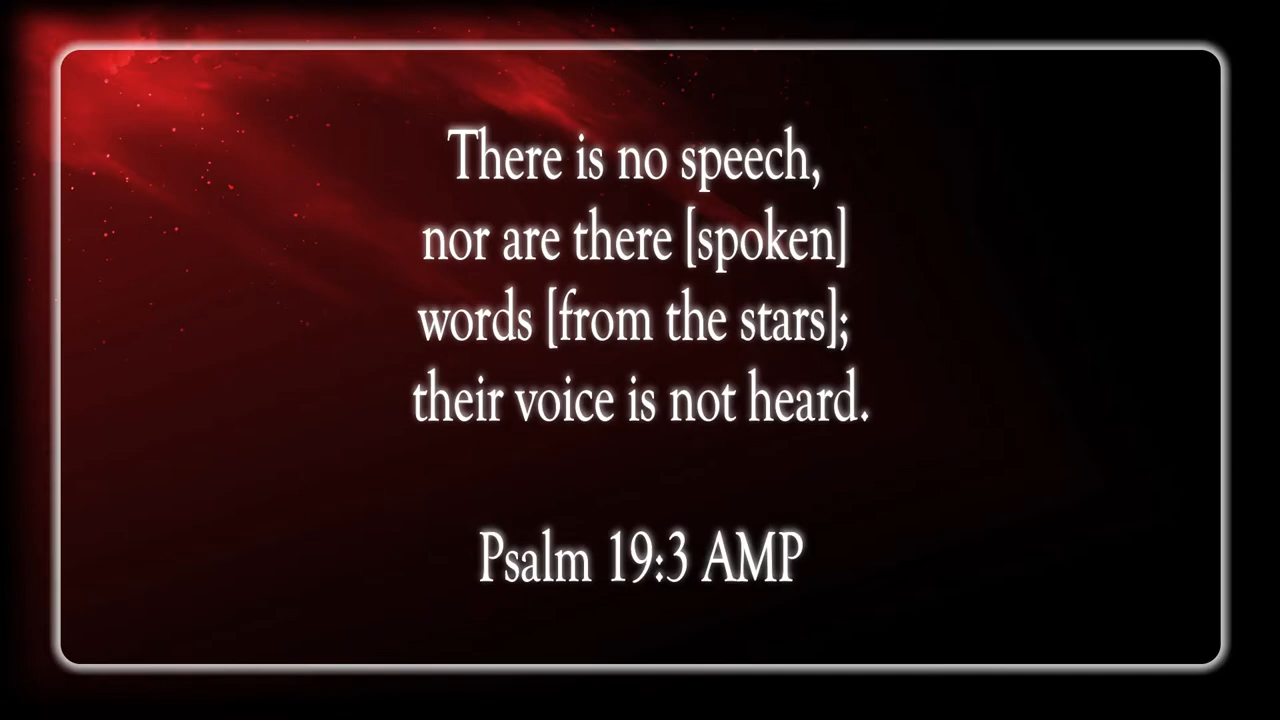 There is no speech,
nor are there [spoken]
words [from the stars];
their voice is not heard.
Psalm 19:3 AMP